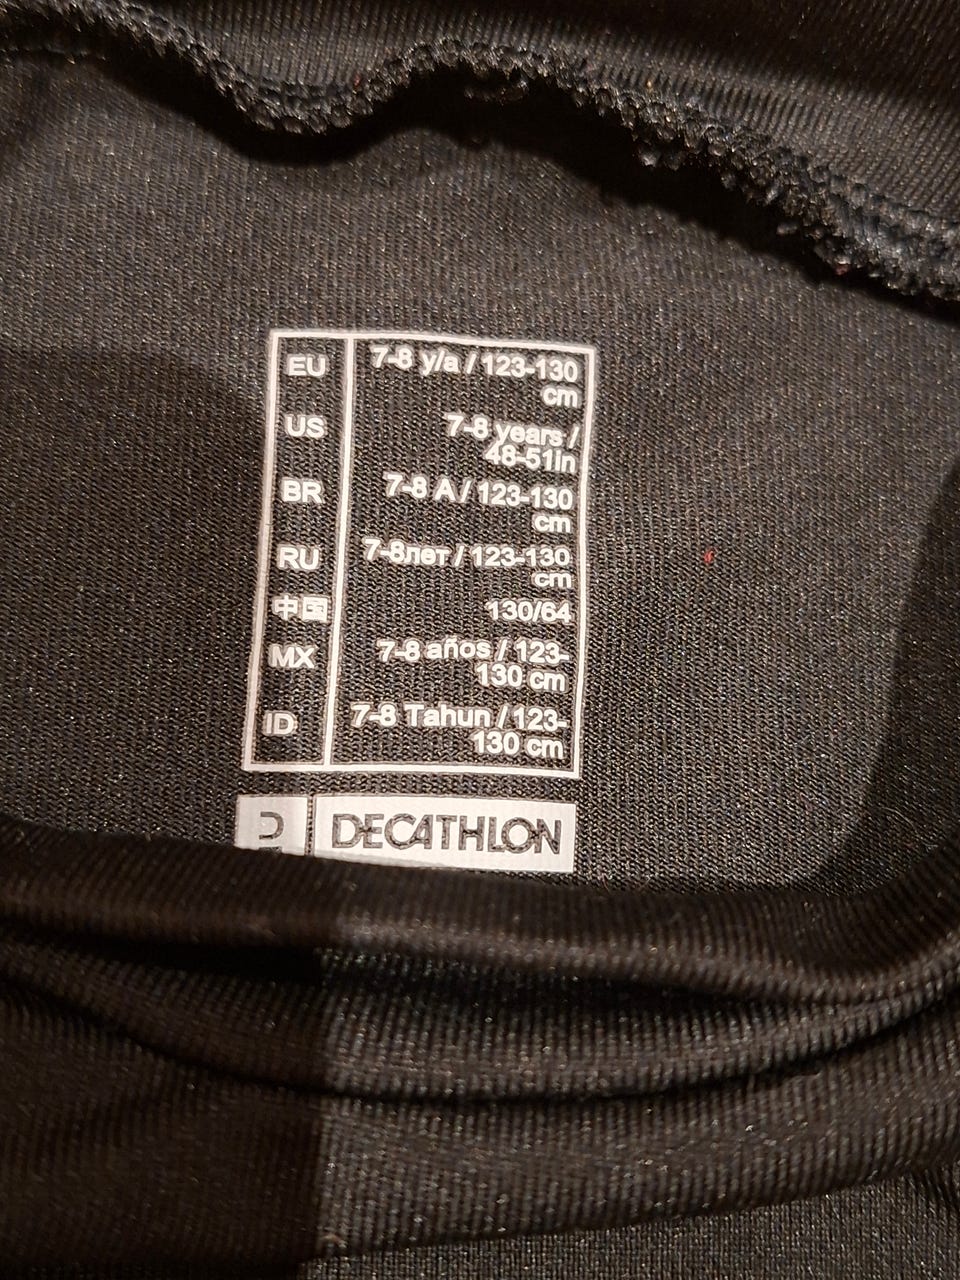 EU 7-8 y/a / 123-130
cm
US 7-8 years /
48-51in
BR 7-8 A / 123-130
cm
RU 7-8лет / 123-130
cm
中国 130/64
MX 7-8 años / 123-
130 cm
ID 7-8 Tahun / 123-
130 cm
DECATHLON